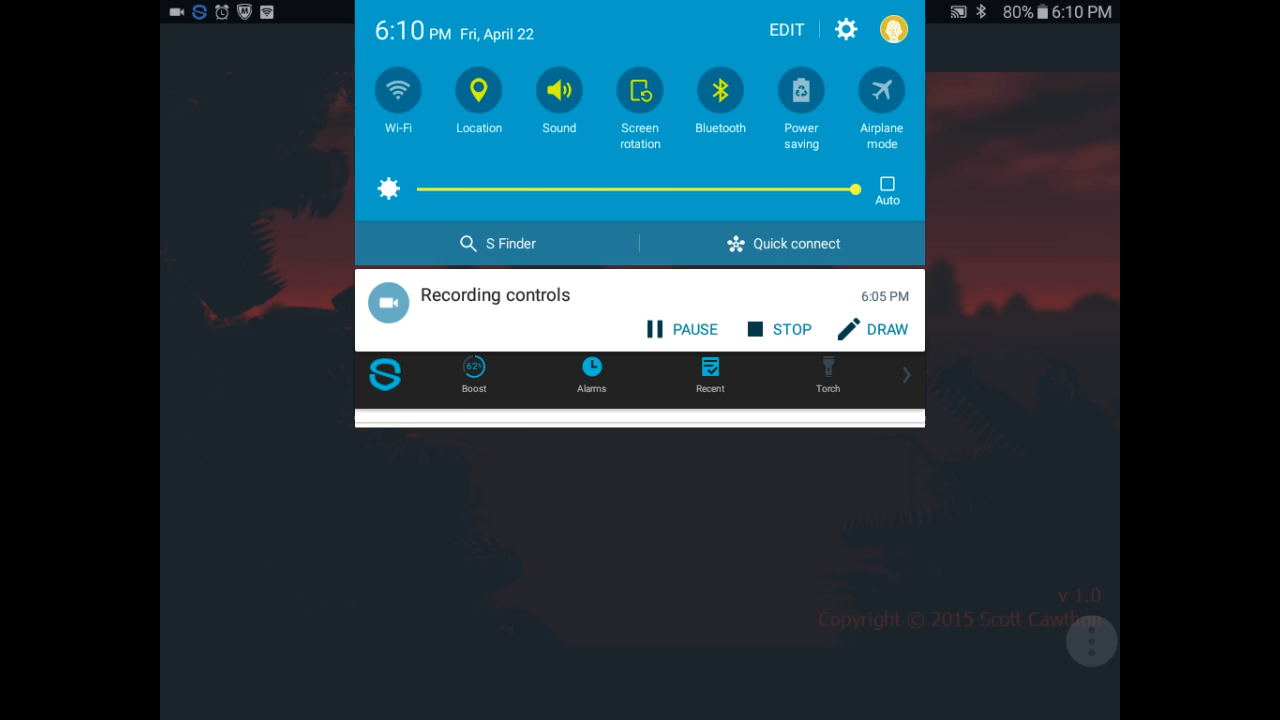 80% 6:10 PM
6:10 PM Fri, April 22 EDIT
Wi-Fi Location Sound Screen rotation Bluetooth Power saving Airplane mode
Auto
S Finder Quick connect
Recording controls 6:05 PM
PAUSE STOP DRAW
62%
Boost Alarms Recent Torch
v 1.0
Copyright © 2015 Scott Cawthon